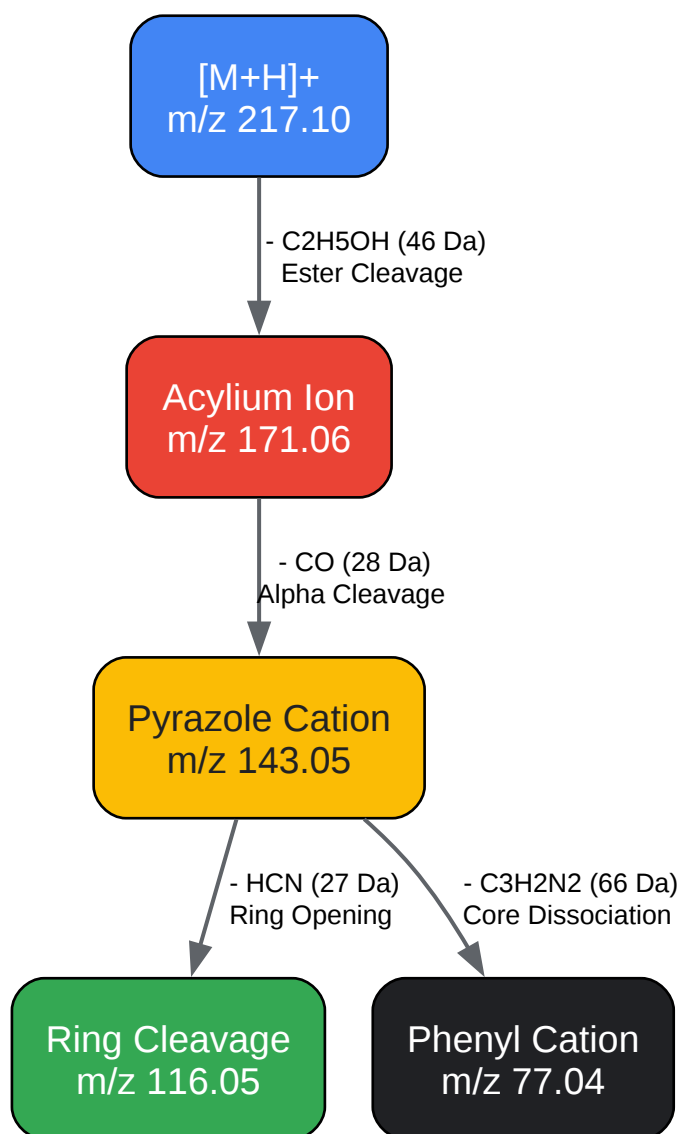 [M+H]+
m/z 217.10
- C2H5OH (46 Da)
Ester Cleavage
Acylium Ion
m/z 171.06
- CO (28 Da)
Alpha Cleavage
Pyrazole Cation
m/z 143.05
- HCN (27 Da)
Ring Opening
- C3H2N2 (66 Da)
Core Dissociation
Ring Cleavage
m/z 116.05
Phenyl Cation
m/z 77.04